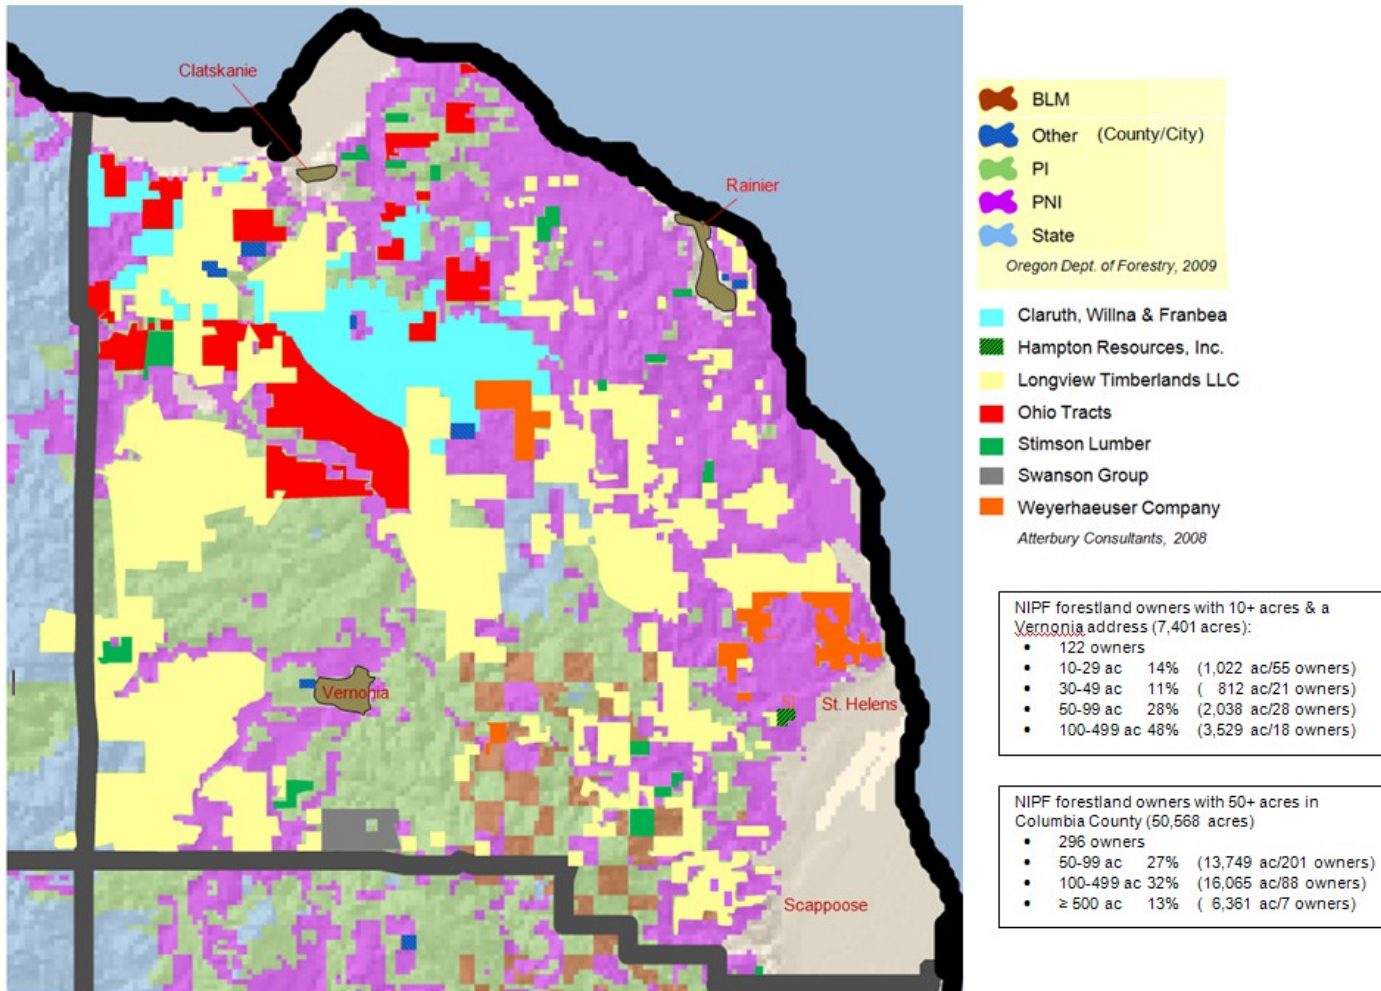 Clatskanie
Rainier
Vernonia
St. Helens
Scappoose
BLM
Other (County/City)
PI
PNI
State
Oregon Dept. of Forestry, 2009
Claruth, Willna & Franbea
Hampton Resources, Inc.
Longview Timberlands LLC
Ohio Tracts
Stimson Lumber
Swanson Group
Weyerhaeuser Company
Atterbury Consultants, 2008
NIPF forestland owners with 10+ acres & a
Vernonia address (7,401 acres):
• 122 owners
• 10-29 ac 14% (1,022 ac/55 owners)
• 30-49 ac 11% ( 812 ac/21 owners)
• 50-99 ac 28% (2,038 ac/28 owners)
• 100-499 ac 48% (3,529 ac/18 owners)
NIPF forestland owners with 50+ acres in
Columbia County (50,568 acres)
• 296 owners
• 50-99 ac 27% (13,749 ac/201 owners)
• 100-499 ac 32% (16,065 ac/88 owners)
• ≥ 500 ac 13% ( 6,361 ac/7 owners)